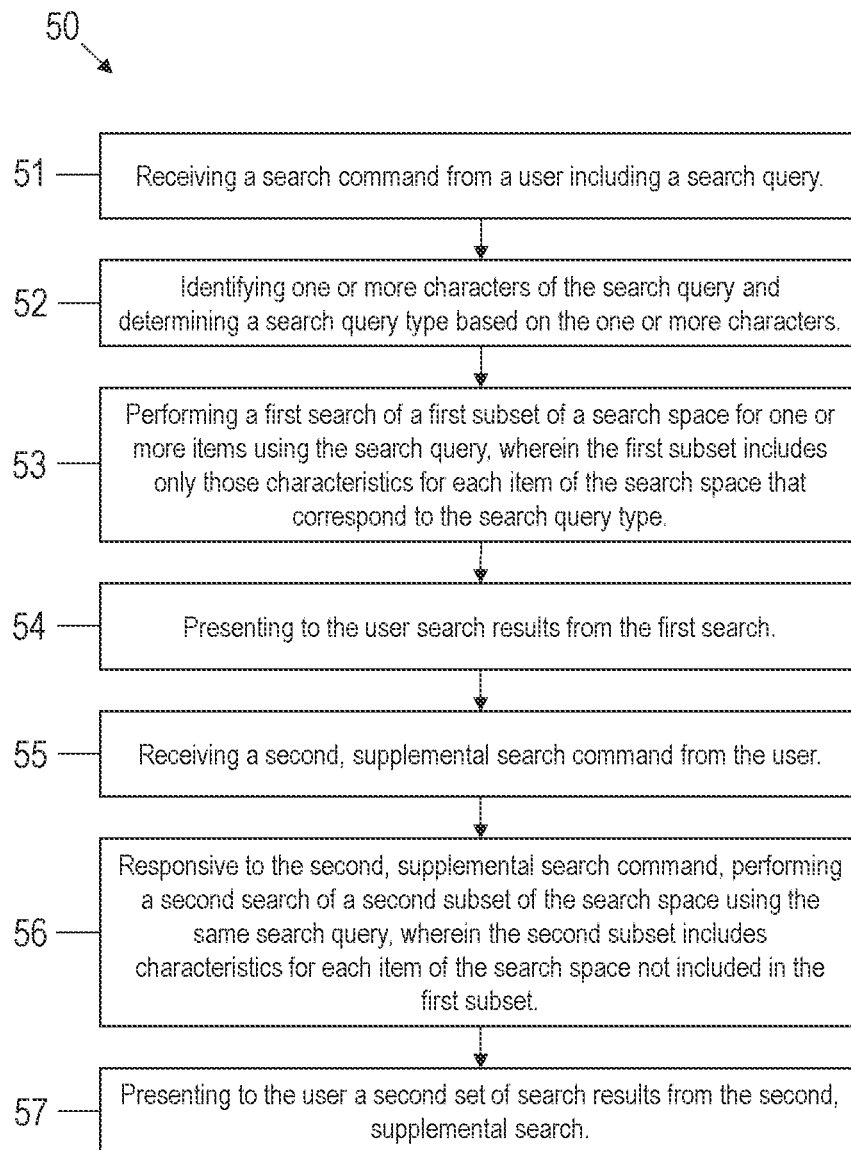 50
51
Receiving a search command from a user including a search query.
52
Identifying one or more characters of the search query and
determining a search query type based on the one or more characters.
53
Performing a first search of a first subset of a search space for one or
more items using the search query, wherein the first subset includes
only those characteristics for each item of the search space that
correspond to the search query type.
54
Presenting to the user search results from the first search.
55
Receiving a second, supplemental search command from the user.
56
Responsive to the second, supplemental search command, performing
a second search of a second subset of the search space using the
same search query, wherein the second subset includes
characteristics for each item of the search space not included in the
first subset.
57
Presenting to the user a second set of search results from the second,
supplemental search.